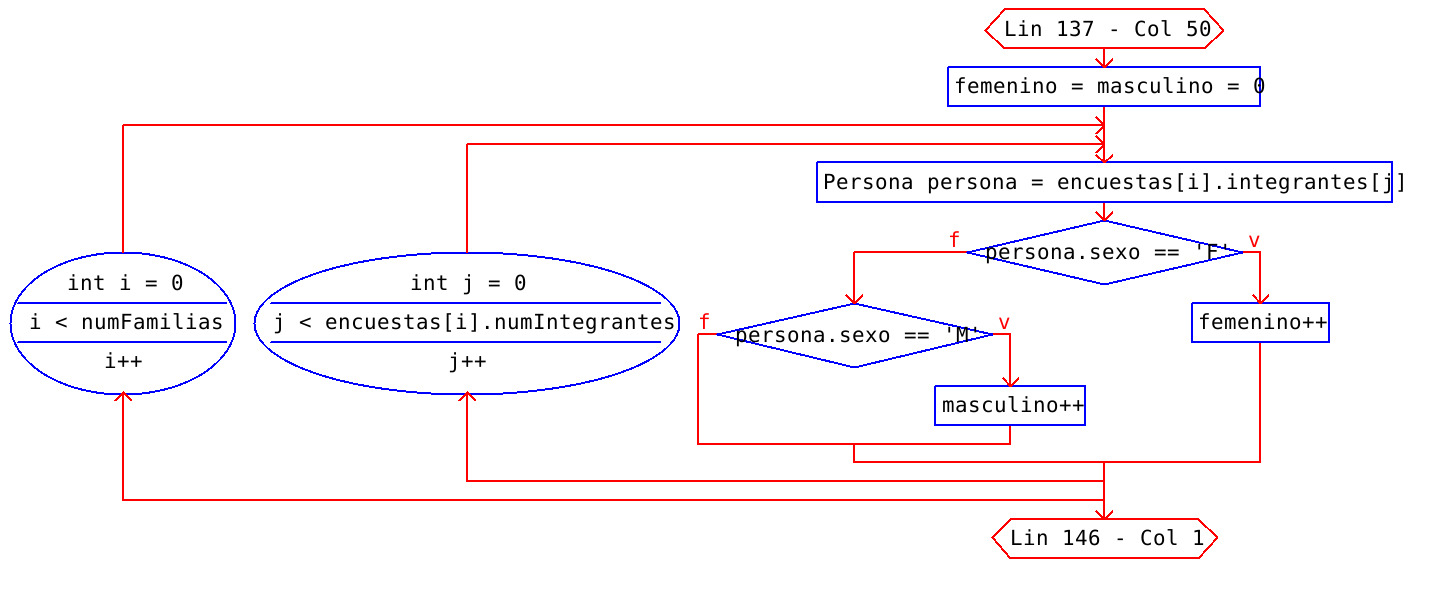 Lin 137 - Col 50
femenino = masculino = 0
Persona persona = encuestas[i].integrantes[j]
f
persona.sexo == 'F'
v
int i = 0
i < numFamilias
i++
int j = 0
j < encuestas[i].numIntegrantes
j++
f
persona.sexo == 'M'
v
femenino++
masculino++
Lin 146 - Col 1